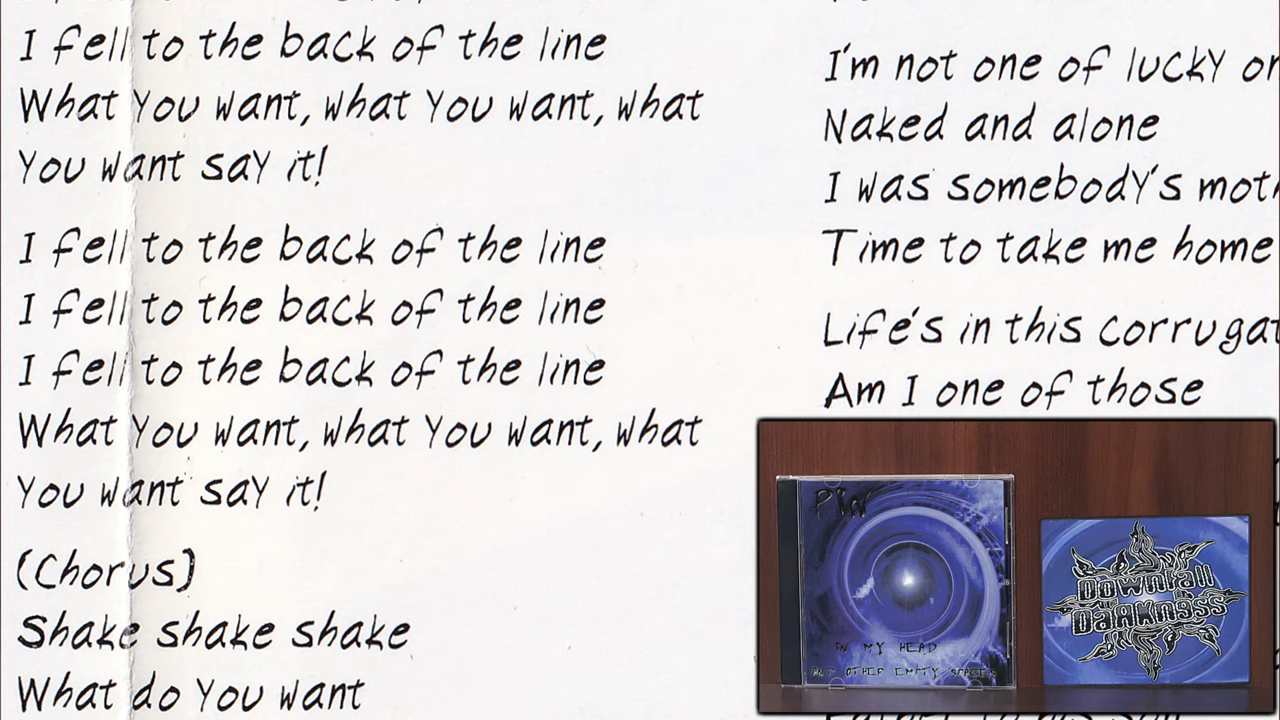 I fell to the back of the line
What you want, what you want, what
you want say it!
I fell to the back of the line
I fell to the back of the line
I fell to the back of the line
What you want, what you want, what
you want say it!
(Chorus)
Shake shake shake
What do you want
I'm not one of lucky
Naked and alone
I was somebody's
Time to take me home
Life's in this
Am I one of those
PIN
IN MY HEAD
AND OTHER EMPTY SPACES
Downfall
Darkness